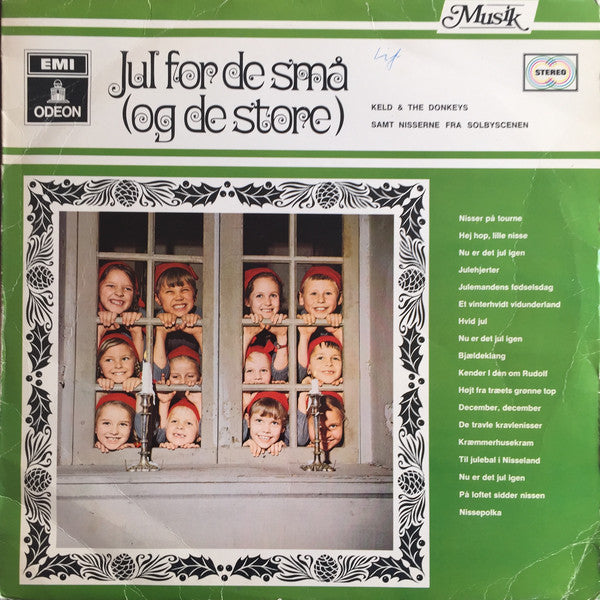 Musik
EMI
ODEON
Jul for de små
(og de store)
STEREO
KELD & THE DONKEYS
SAMT NISSERNE FRA SOLBYSCENEN
Nisser på tourne
Hej hop, lille nisse
Nu er det jul igen
Julehjerter
Julemandens fødselsdag
Et vinterhvidt vidunderland
Hvid jul
Nu er det jul igen
Bjældeklang
Kender I dén om Rudolf
Højt fra træets grønne top
December, december
De travle kravlenisser
Kræmmerhusekram
Til julebal i Nisseland
Nu er det jul igen
På loftet sidder nissen
Nissepolka